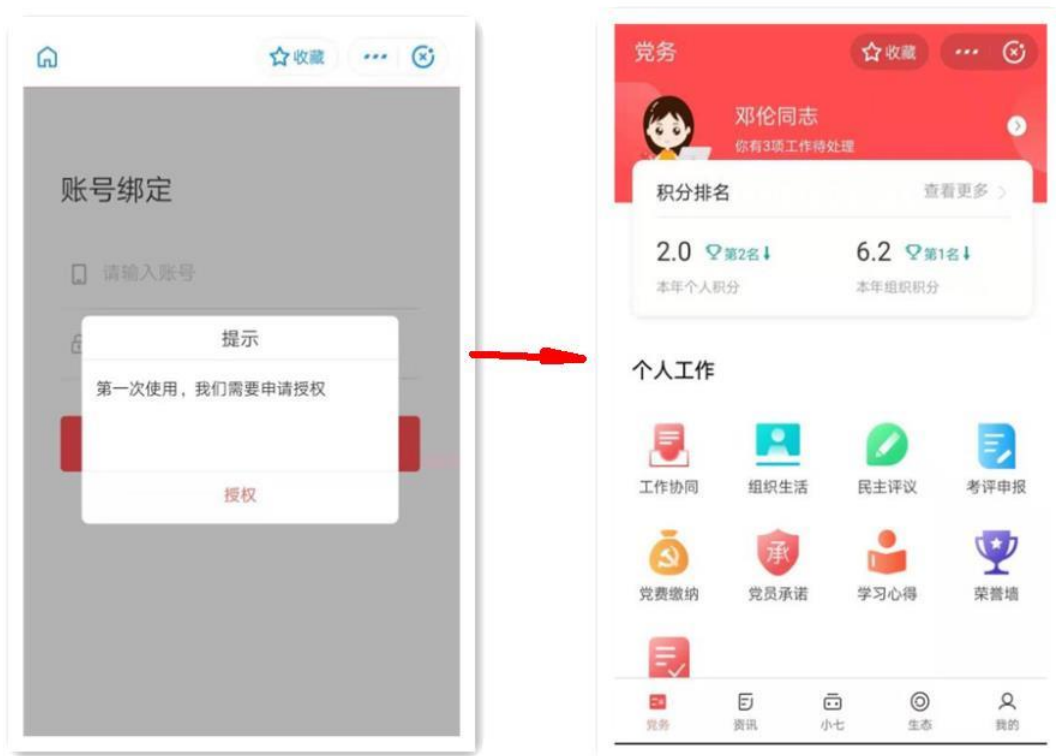 收藏
账号绑定
请输入账号
提示
第一次使用，我们需要申请授权
授权
党务
收藏
邓伦同志
你有3项工作待处理
积分排名
查看更多
2.0 第2名
6.2 第1名
本年个人积分
本年组织积分
个人工作
工作协同 组织生活 民主评议 考评申报
承
党费缴纳 党员承诺 学习心得 荣誉墙
党务 资讯 小七 生态 我的